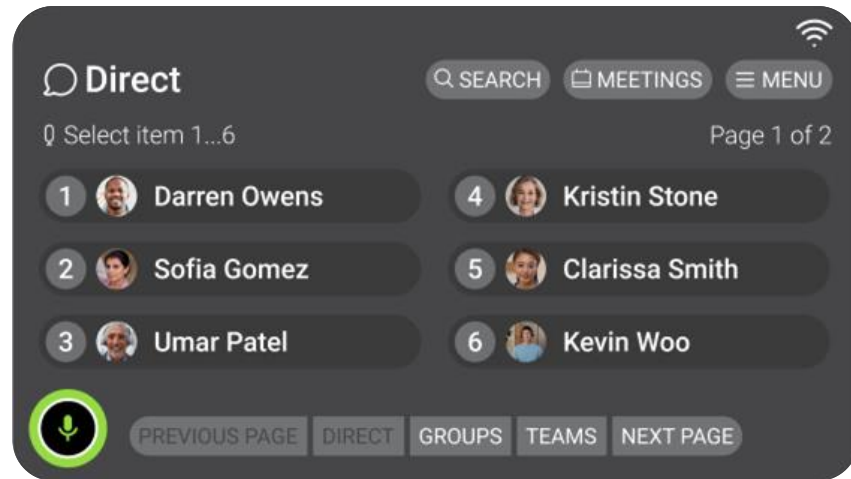 Direct
SEARCH
MEETINGS
MENU
Select item 1...6
Page 1 of 2
1 Darren Owens
2 Sofia Gomez
3 Umar Patel
4 Kristin Stone
5 Clarissa Smith
6 Kevin Woo
PREVIOUS PAGE
DIRECT
GROUPS
TEAMS
NEXT PAGE